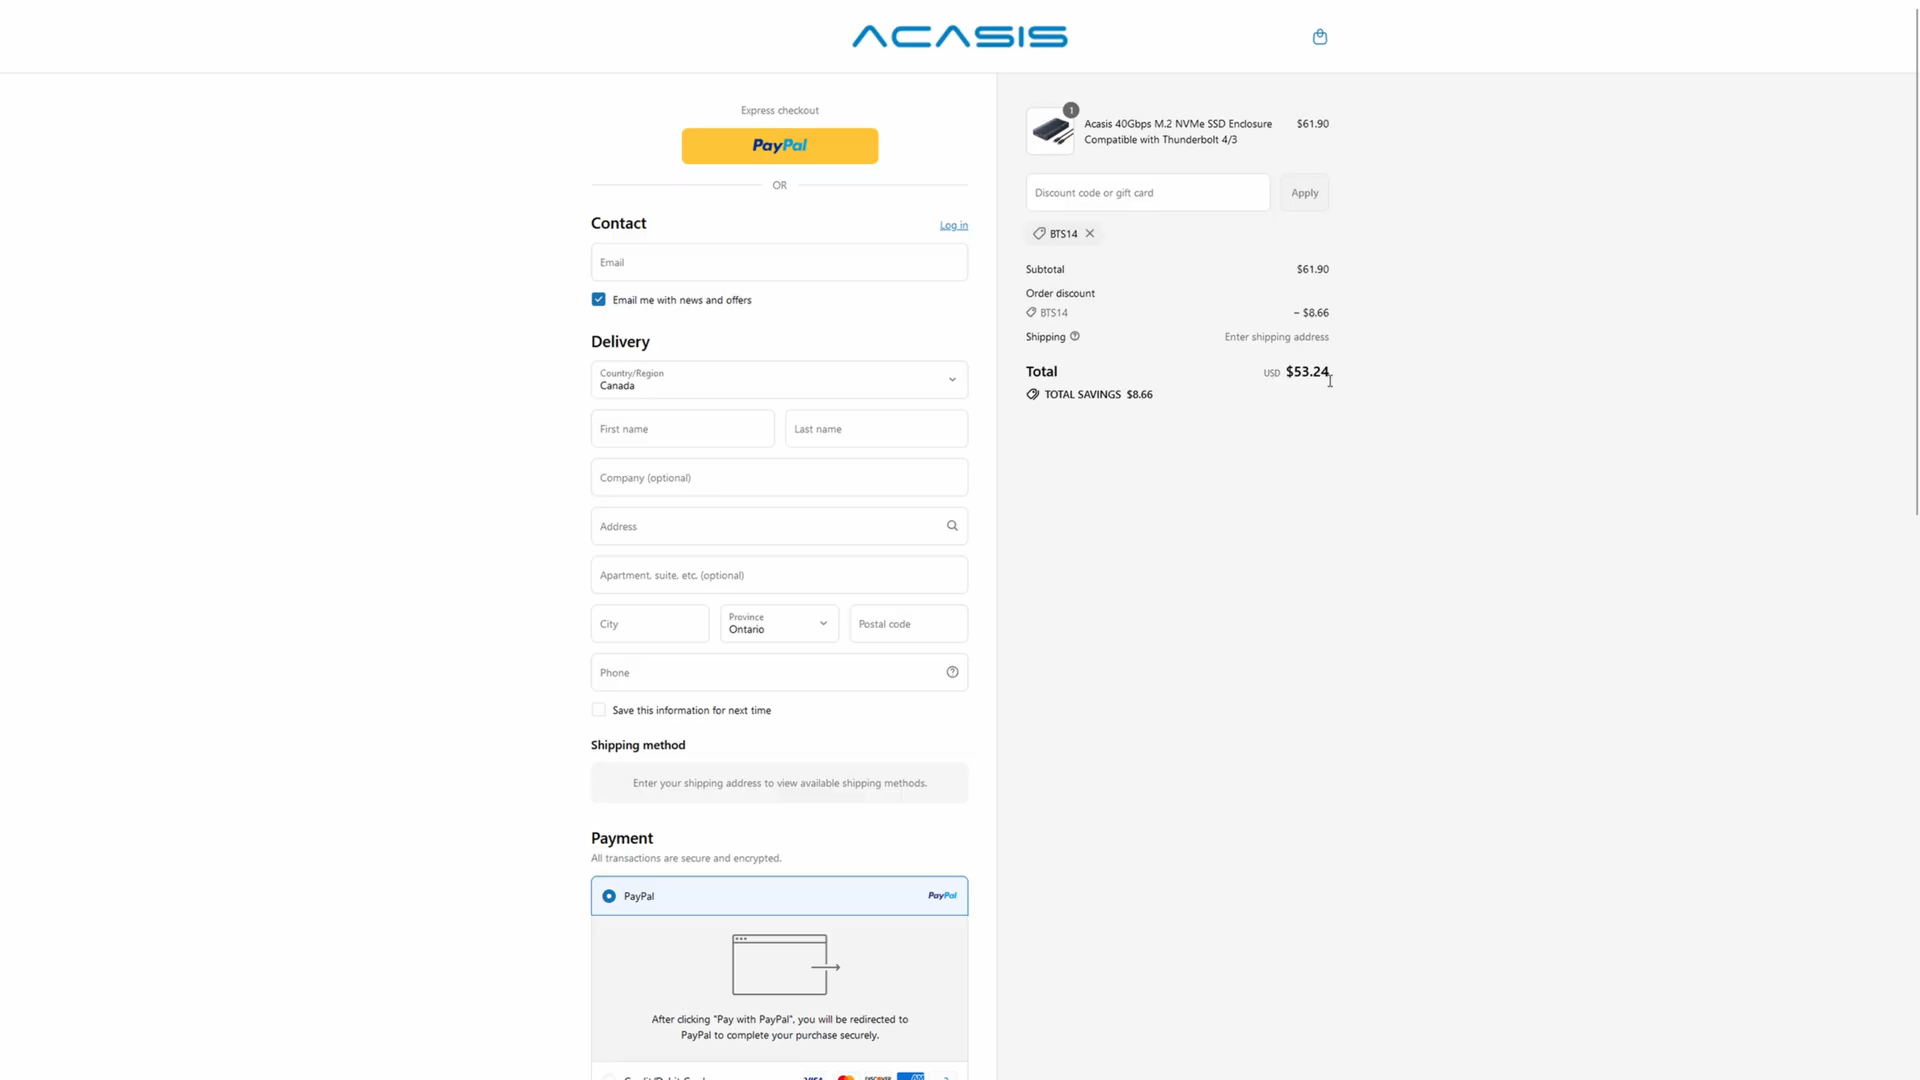 ACASIS
Express checkout
PayPal
OR
Contact
Log in
Email
Email me with news and offers
Delivery
Country/Region
Canada
First name
Last name
Company (optional)
Address
Apartment, suite, etc. (optional)
City
Province
Ontario
Postal code
Phone
Save this information for next time
Shipping method
Enter your shipping address to view available shipping methods.
Payment
All transactions are secure and encrypted.
PayPal
PayPal
After clicking "Pay with PayPal", you will be redirected to
PayPal to complete your purchase securely.
1
Acasis 40Gbps M.2 NVMe SSD Enclosure
Compatible with Thunderbolt 4/3
$61.90
Discount code or gift card
Apply
BTS14
Subtotal
$61.90
Order discount
BTS14
− $8.66
Shipping
Enter shipping address
Total
USD $53.24
TOTAL SAVINGS $8.66